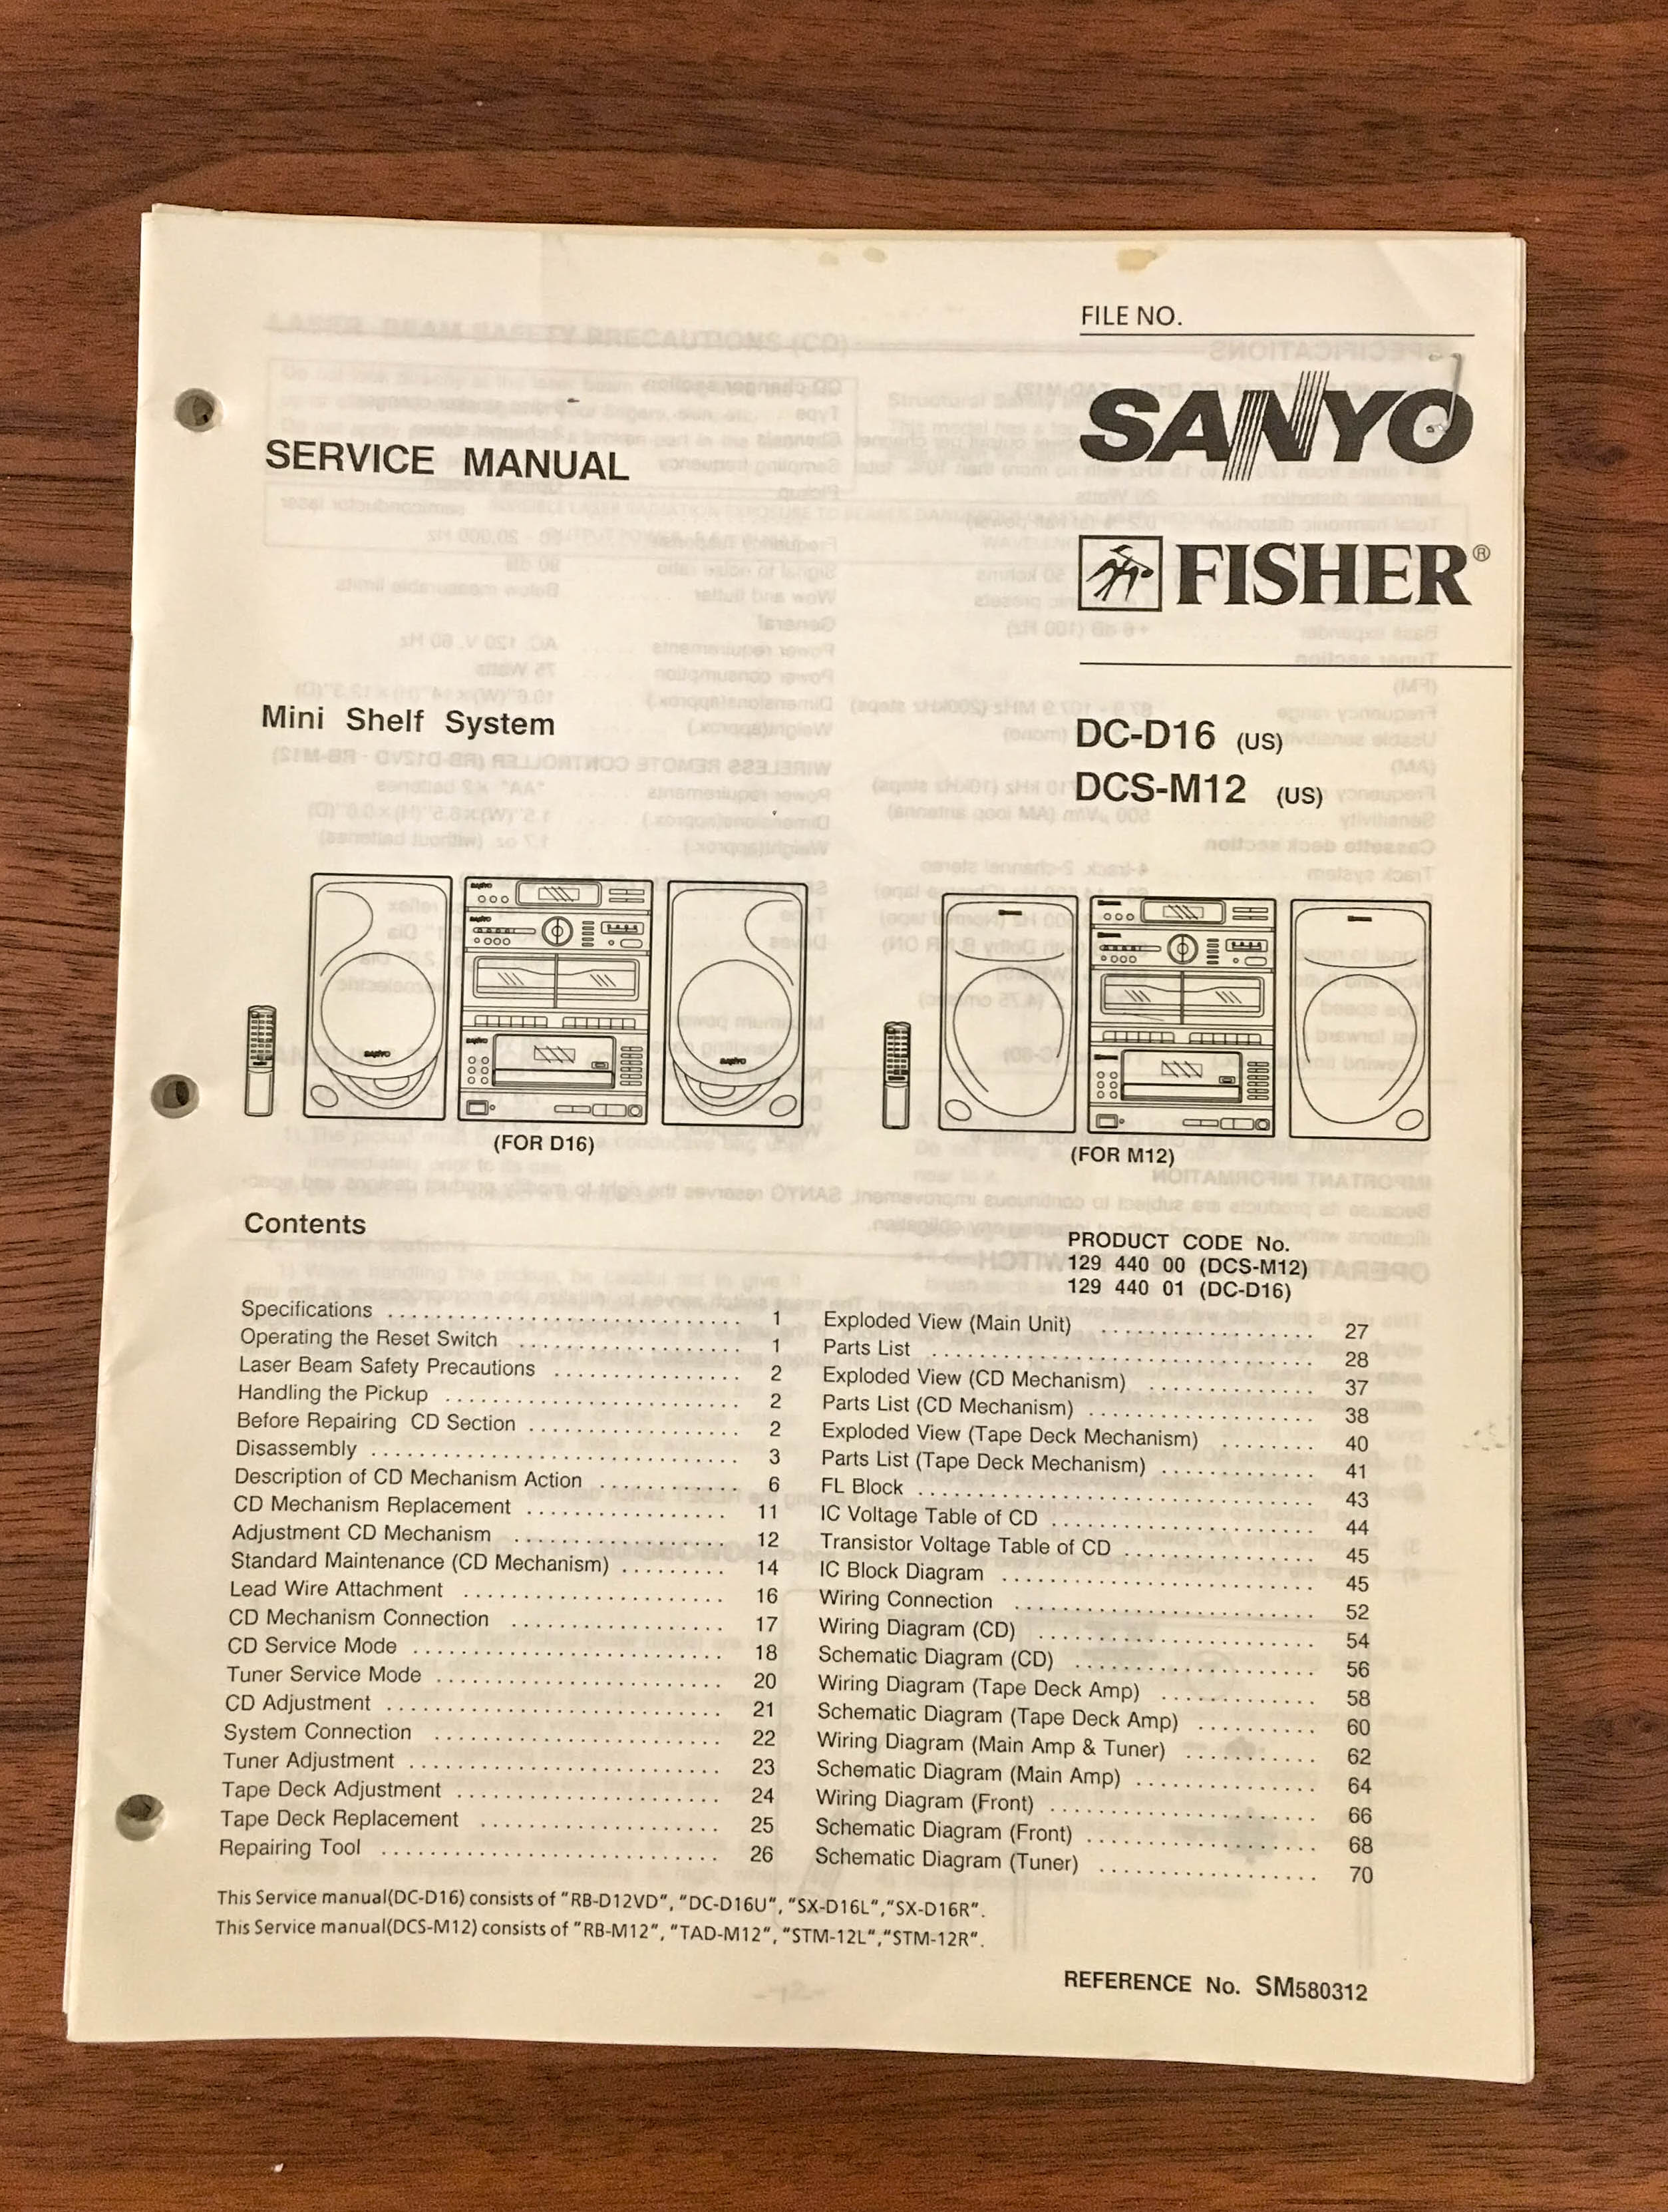 FILE NO.
SANYO
SERVICE MANUAL
FISHER®
Mini Shelf System
DC-D16 (US)
DCS-M12 (US)
SANYO
SANYO
SANYO
SANYO
SANYO
(FOR D16)
(FOR M12)
Contents
PRODUCT CODE No.
129 440 00 (DCS-M12)
129 440 01 (DC-D16)
Specifications 1
Operating the Reset Switch 1
Laser Beam Safety Precautions 2
Handling the Pickup 2
Before Repairing CD Section 2
Disassembly 3
Description of CD Mechanism Action 6
CD Mechanism Replacement 11
Adjustment CD Mechanism 12
Standard Maintenance (CD Mechanism) 14
Lead Wire Attachment 16
CD Mechanism Connection 17
CD Service Mode 18
Tuner Service Mode 20
CD Adjustment 21
System Connection 22
Tuner Adjustment 23
Tape Deck Adjustment 24
Tape Deck Replacement 25
Repairing Tool 26
Exploded View (Main Unit) 27
Parts List 28
Exploded View (CD Mechanism) 37
Parts List (CD Mechanism) 38
Exploded View (Tape Deck Mechanism) 40
Parts List (Tape Deck Mechanism) 41
FL Block 43
IC Voltage Table of CD 44
Transistor Voltage Table of CD 45
IC Block Diagram 45
Wiring Connection 52
Wiring Diagram (CD) 54
Schematic Diagram (CD) 56
Wiring Diagram (Tape Deck Amp) 58
Schematic Diagram (Tape Deck Amp) 60
Wiring Diagram (Main Amp & Tuner) 62
Schematic Diagram (Main Amp) 64
Wiring Diagram (Front) 66
Schematic Diagram (Front) 68
Schematic Diagram (Tuner) 70
This Service manual(DC-D16) consists of "RB-D12VD", "DC-D16U", "SX-D16L","SX-D16R".
This Service manual(DCS-M12) consists of "RB-M12", "TAD-M12", "STM-12L","STM-12R".
REFERENCE No. SM580312